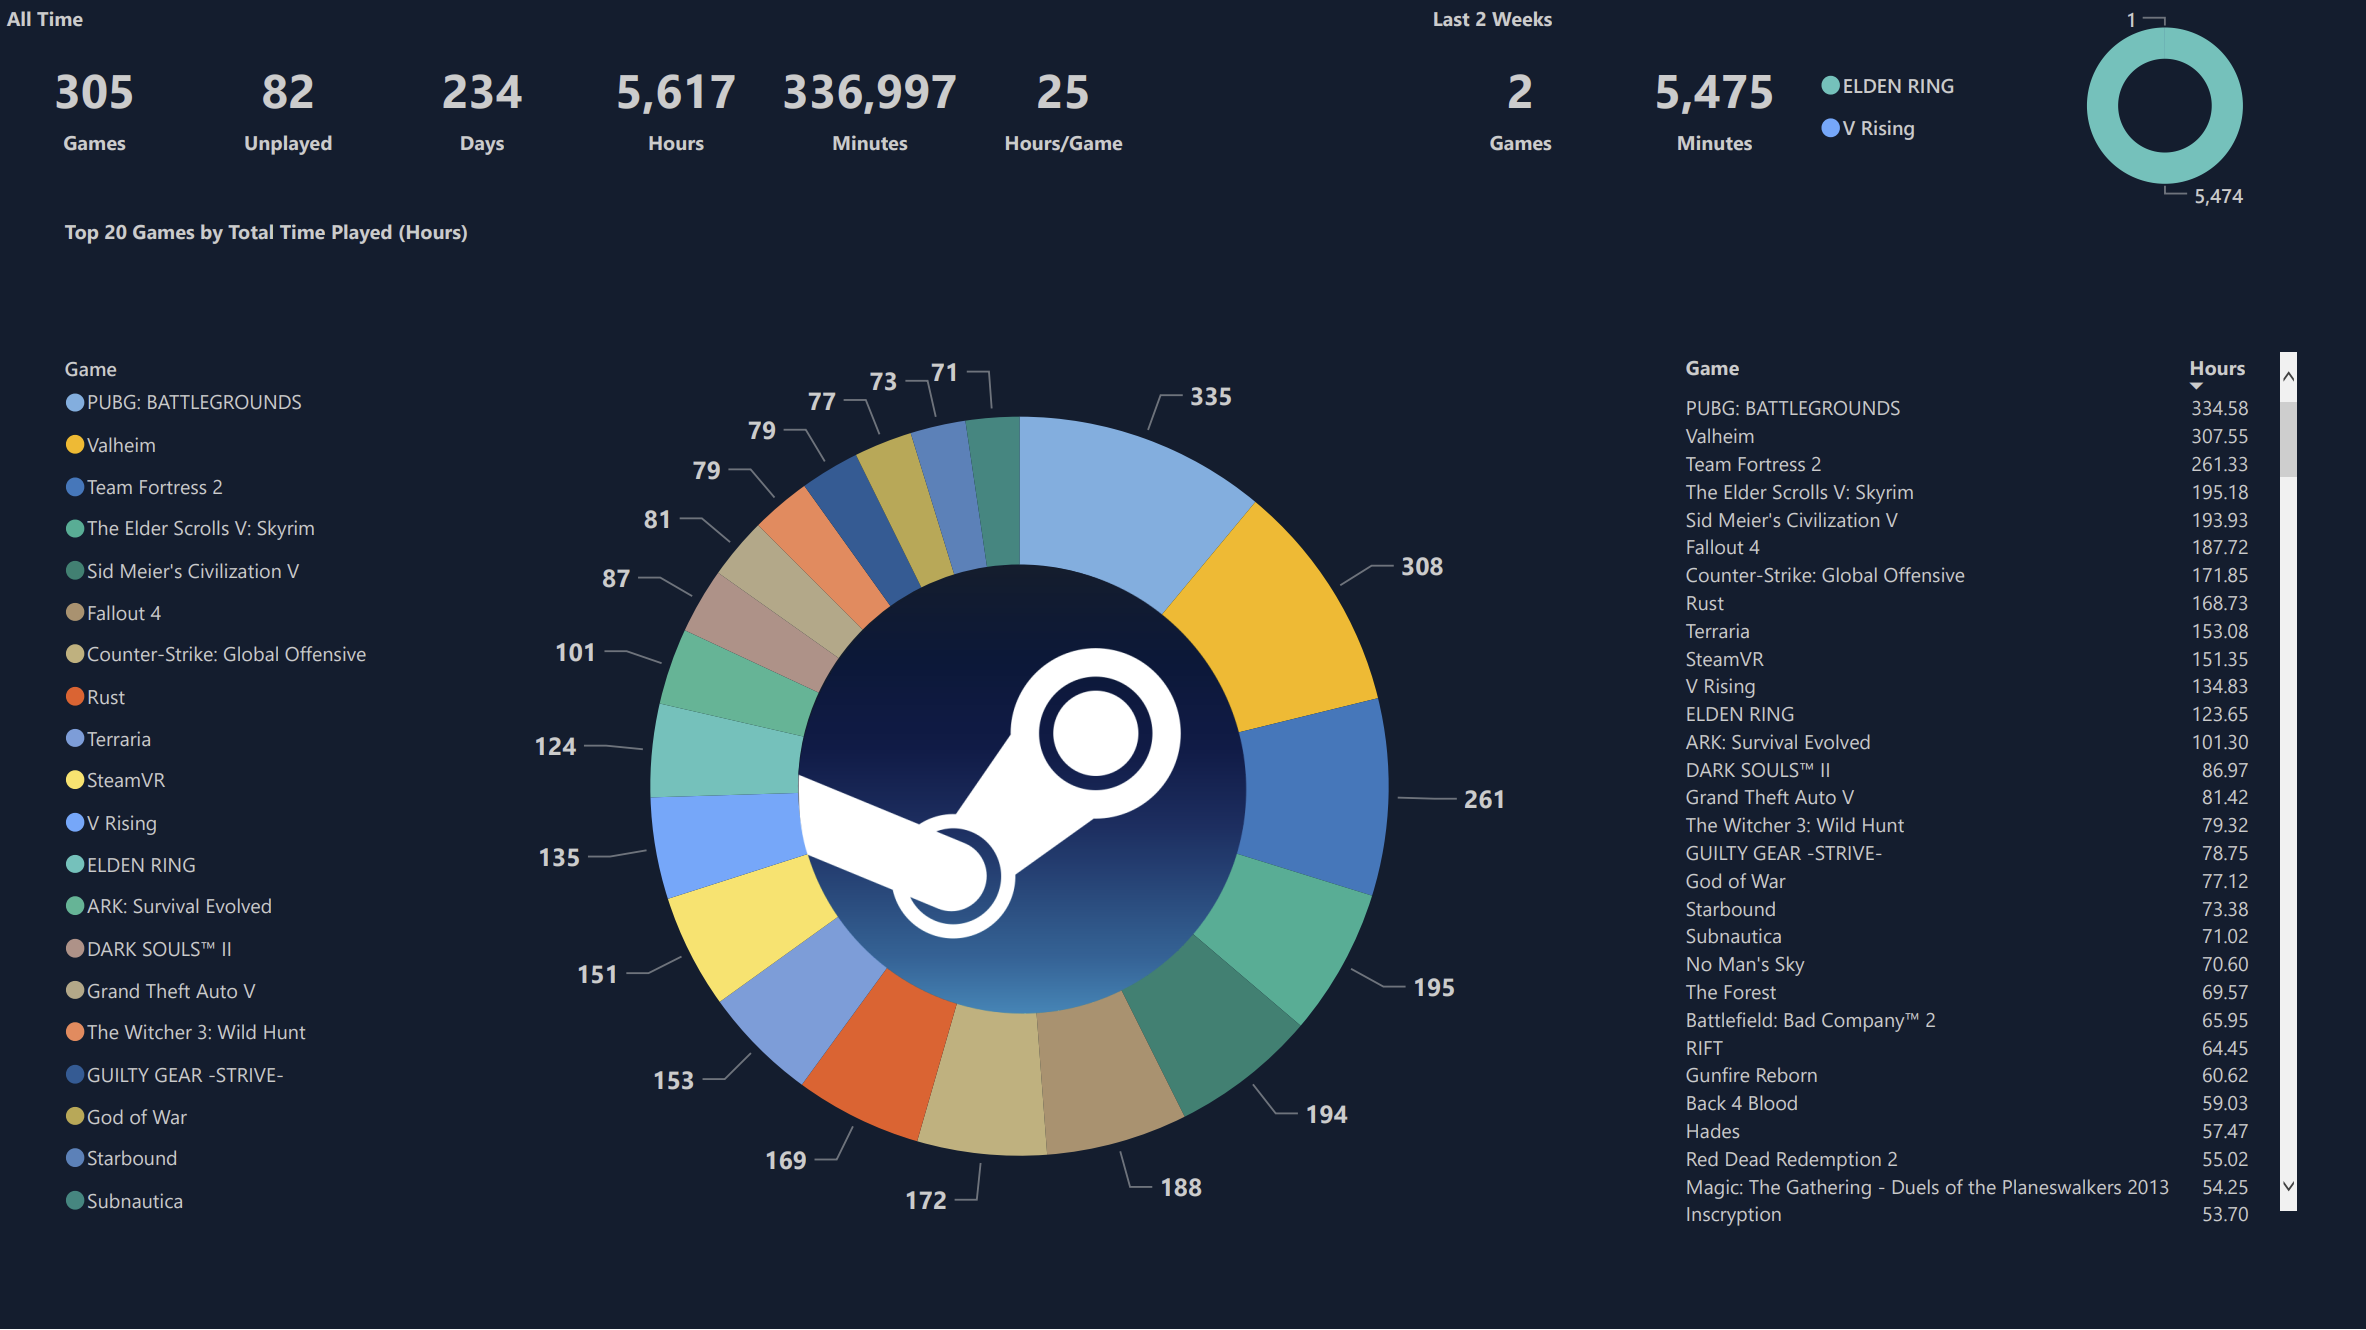 All Time
Last 2 Weeks
305
82
234
5,617
336,997
25
Games
Unplayed
Days
Hours
Minutes
Hours/Game
2
5,475
Games
Minutes
ELDEN RING
V Rising
1
5,474
Top 20 Games by Total Time Played (Hours)
Game
PUBG: BATTLEGROUNDS
Valheim
Team Fortress 2
The Elder Scrolls V: Skyrim
Sid Meier's Civilization V
Fallout 4
Counter-Strike: Global Offensive
Rust
Terraria
SteamVR
V Rising
ELDEN RING
ARK: Survival Evolved
DARK SOULS™ II
Grand Theft Auto V
The Witcher 3: Wild Hunt
GUILTY GEAR -STRIVE-
God of War
Starbound
Subnautica
335
308
261
195
194
188
172
169
153
151
135
124
101
87
81
79
79
77
73
71
Game Hours
PUBG: BATTLEGROUNDS 334.58
Valheim 307.55
Team Fortress 2 261.33
The Elder Scrolls V: Skyrim 195.18
Sid Meier's Civilization V 193.93
Fallout 4 187.72
Counter-Strike: Global Offensive 171.85
Rust 168.73
Terraria 153.08
SteamVR 151.35
V Rising 134.83
ELDEN RING 123.65
ARK: Survival Evolved 101.30
DARK SOULS™ II 86.97
Grand Theft Auto V 81.42
The Witcher 3: Wild Hunt 79.32
GUILTY GEAR -STRIVE- 78.75
God of War 77.12
Starbound 73.38
Subnautica 71.02
No Man's Sky 70.60
The Forest 69.57
Battlefield: Bad Company™ 2 65.95
RIFT 64.45
Gunfire Reborn 60.62
Back 4 Blood 59.03
Hades 57.47
Red Dead Redemption 2 55.02
Magic: The Gathering - Duels of the Planeswalkers 2013 54.25
Inscryption 53.70